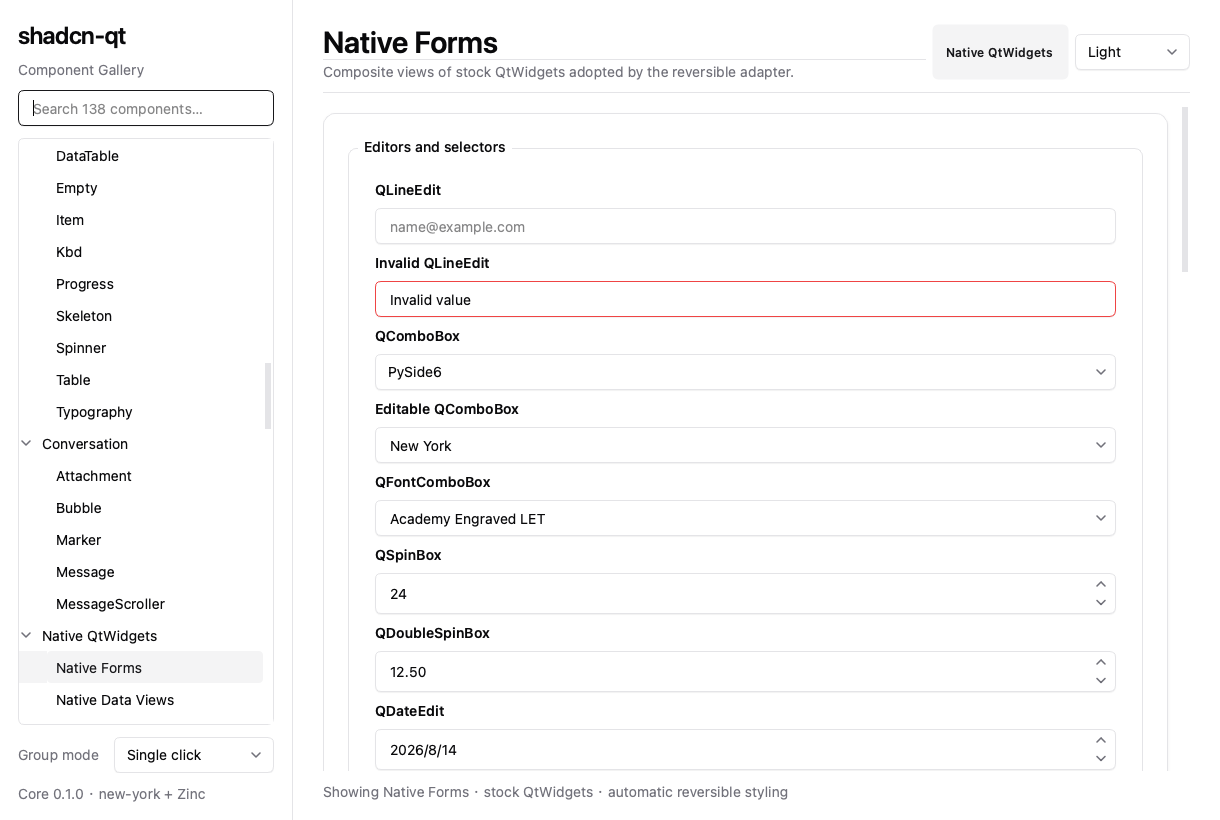 shadcn-qt
Component Gallery
Search 138 components...
DataTable
Empty
Item
Kbd
Progress
Skeleton
Spinner
Table
Typography
Conversation
Attachment
Bubble
Marker
Message
MessageScroller
Native QtWidgets
Native Forms
Native Data Views
Group mode
Single click
Core 0.1.0 · new-york + Zinc
Native Forms
Composite views of stock QtWidgets adopted by the reversible adapter.
Native QtWidgets
Light
Editors and selectors
QLineEdit
name@example.com
Invalid QLineEdit
Invalid value
QComboBox
PySide6
Editable QComboBox
New York
QFontComboBox
Academy Engraved LET
QSpinBox
24
QDoubleSpinBox
12.50
QDateEdit
2026/8/14
Showing Native Forms · stock QtWidgets · automatic reversible styling